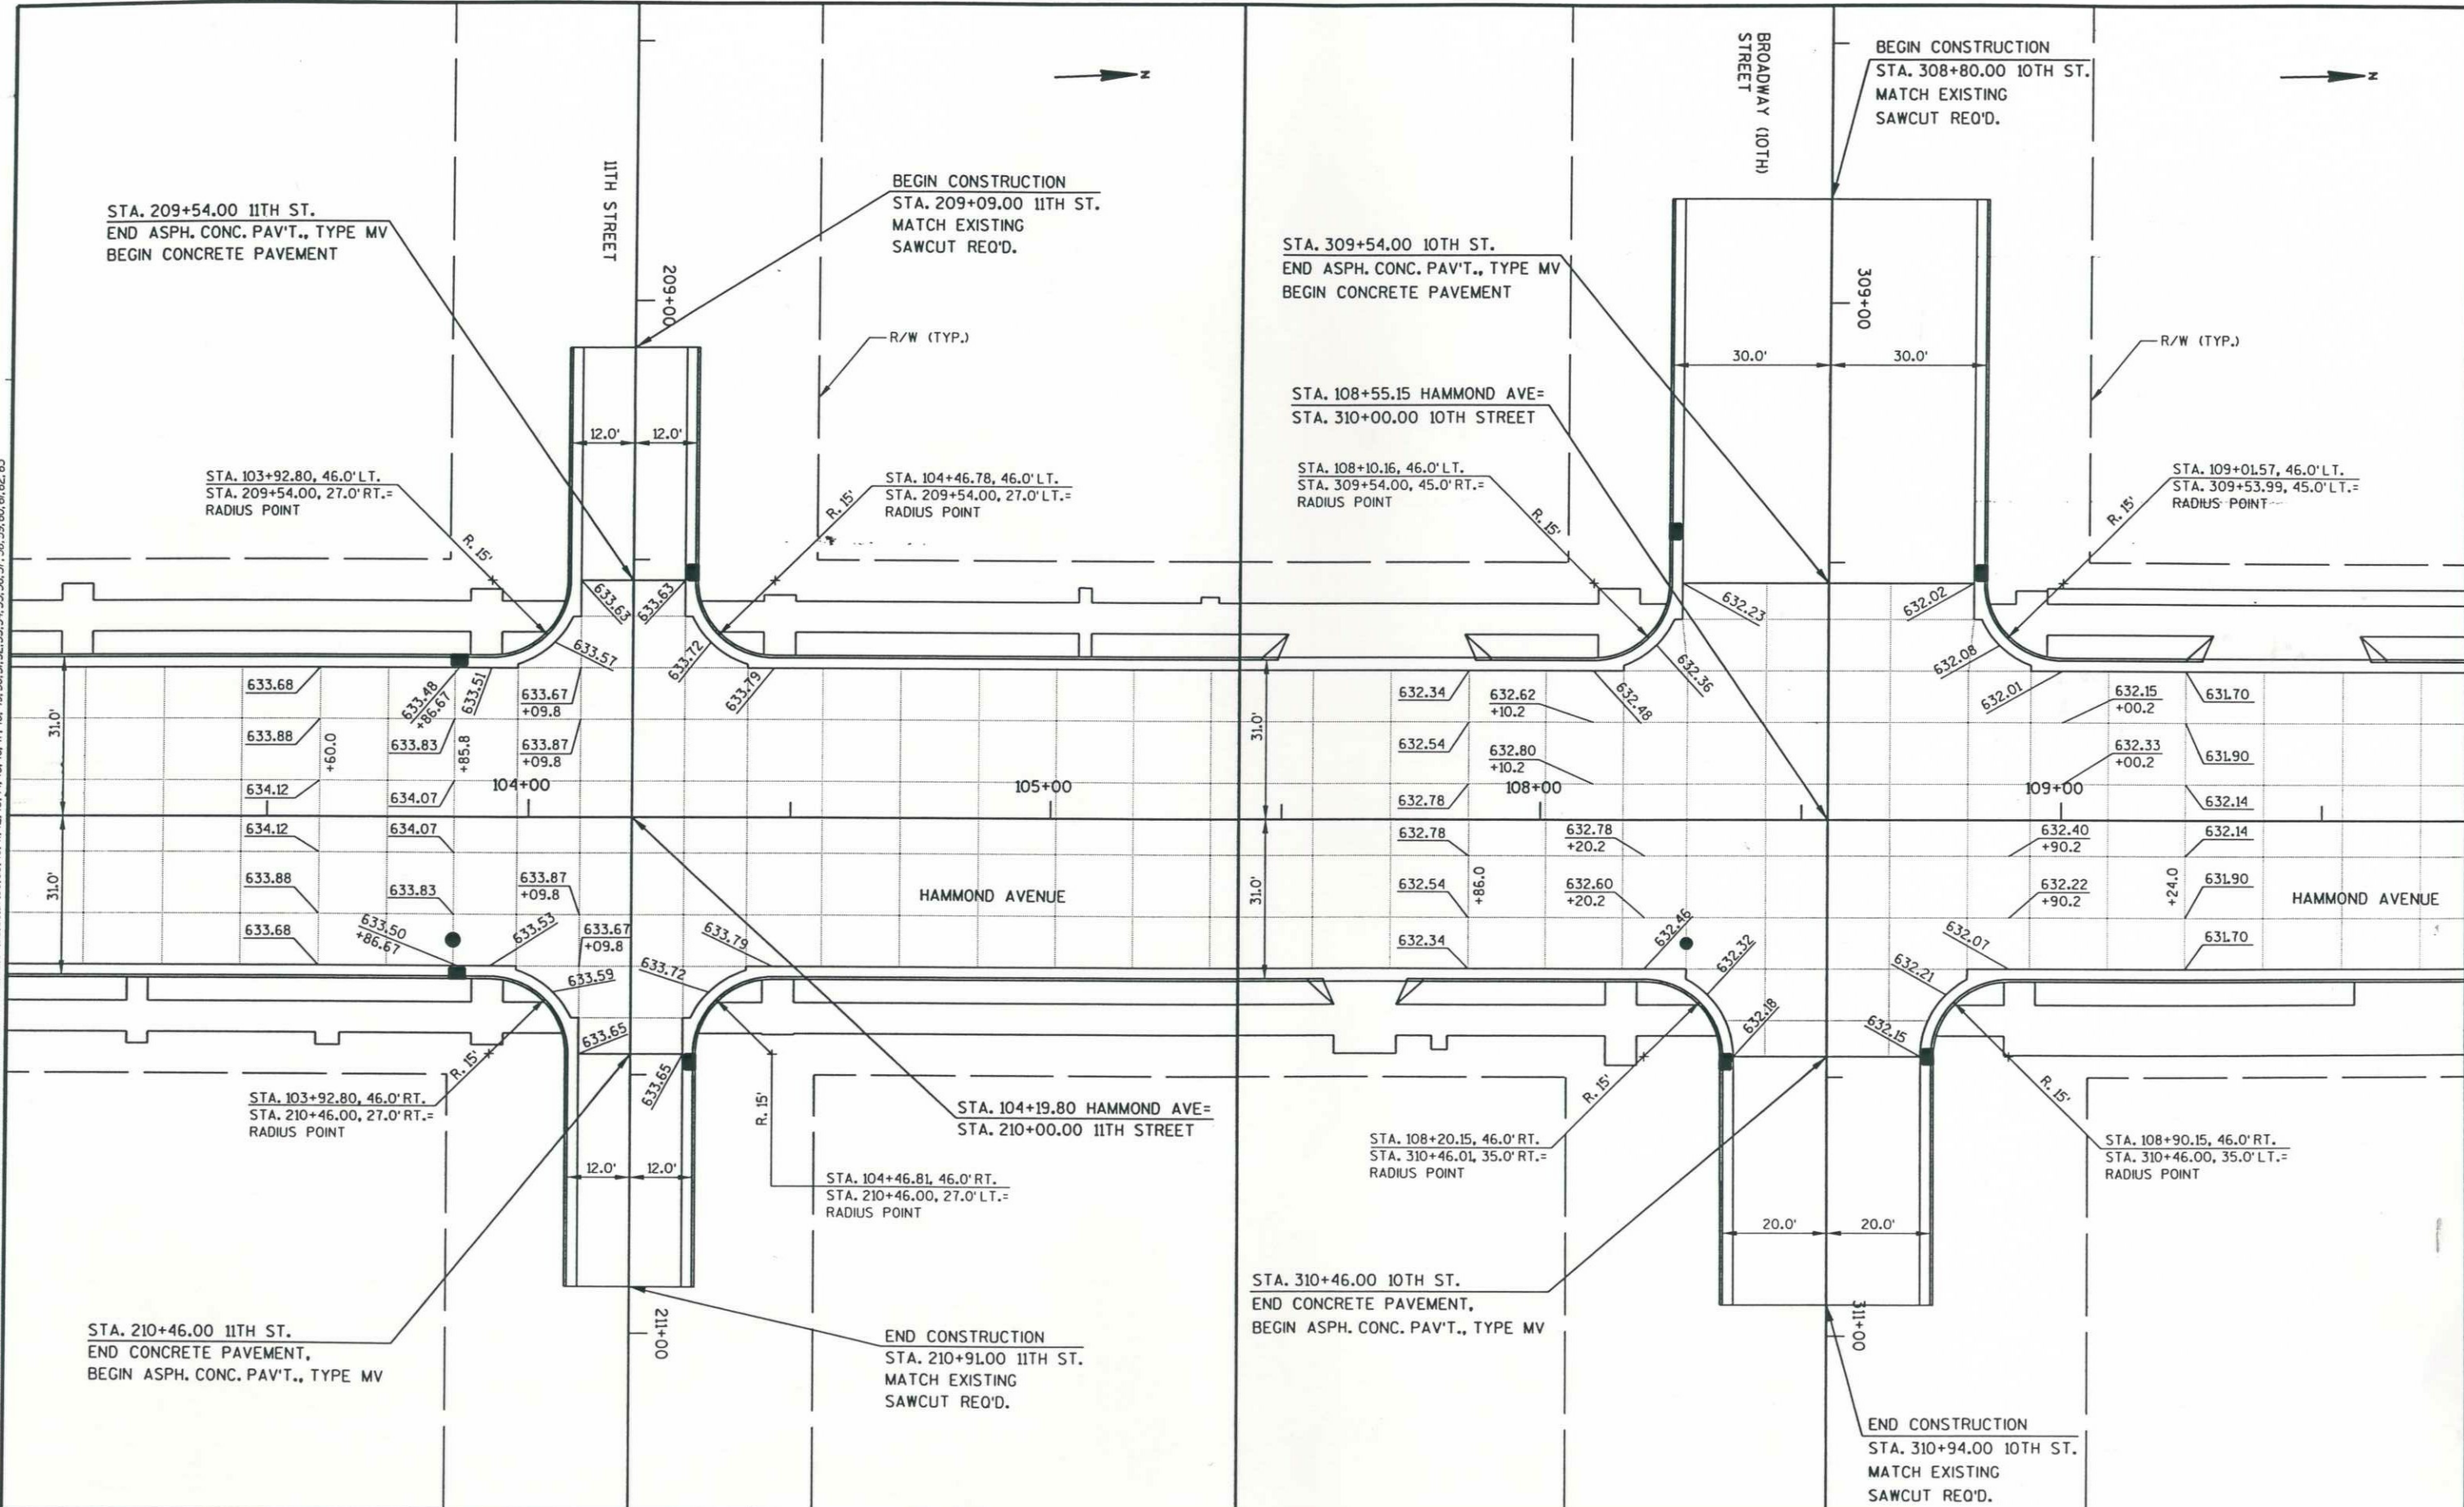 11TH STREET
N
STA. 209+54.00 11TH ST.
END ASPH. CONC. PAV'T., TYPE MV
BEGIN CONCRETE PAVEMENT
BEGIN CONSTRUCTION
STA. 209+09.00 11TH ST.
MATCH EXISTING
SAWCUT REQ'D.
209+00
R/W (TYP.)
12.0'
12.0'
STA. 103+92.80, 46.0' LT.
STA. 209+54.00, 27.0' RT.=
RADIUS POINT
R. 15'
STA. 104+46.78, 46.0' LT.
STA. 209+54.00, 27.0' LT.=
RADIUS POINT
R. 15'
633.63
633.63
633.57
633.72
633.79
633.68
633.48
+86.67
633.51
633.67
+09.8
31.0'
633.88
+60.0
633.83
+85.8
633.87
+09.8
634.12
634.07
104+00
105+00
634.12
634.07
31.0'
633.88
633.83
633.87
+09.8
HAMMOND AVENUE
633.68
633.50
+86.67
633.53
633.67
+09.8
633.79
633.59
633.72
633.65
633.65
R. 15'
R. 15'
STA. 103+92.80, 46.0' RT.
STA. 210+46.00, 27.0' RT.=
RADIUS POINT
STA. 104+19.80 HAMMOND AVE=
STA. 210+00.00 11TH STREET
12.0'
12.0'
STA. 104+46.81, 46.0' RT.
STA. 210+46.00, 27.0' LT.=
RADIUS POINT
STA. 210+46.00 11TH ST.
END CONCRETE PAVEMENT,
BEGIN ASPH. CONC. PAV'T., TYPE MV
211+00
END CONSTRUCTION
STA. 210+91.00 11TH ST.
MATCH EXISTING
SAWCUT REQ'D.
BROADWAY (10TH)
STREET
BEGIN CONSTRUCTION
STA. 308+80.00 10TH ST.
MATCH EXISTING
SAWCUT REQ'D.
N
STA. 309+54.00 10TH ST.
END ASPH. CONC. PAV'T., TYPE MV
BEGIN CONCRETE PAVEMENT
309+00
R/W (TYP.)
30.0'
30.0'
STA. 108+55.15 HAMMOND AVE=
STA. 310+00.00 10TH STREET
STA. 108+10.16, 46.0' LT.
STA. 309+54.00, 45.0' RT.=
RADIUS POINT
R. 15'
STA. 109+01.57, 46.0' LT.
STA. 309+53.99, 45.0' LT.=
RADIUS POINT
R. 15'
632.23
632.02
632.36
632.08
632.48
632.01
632.34
632.62
+10.2
632.15
+00.2
631.70
31.0'
632.54
632.80
+10.2
632.33
+00.2
631.90
632.78
108+00
109+00
632.14
632.78
632.78
+20.2
632.40
+90.2
632.14
31.0'
632.54
+86.0
632.60
+20.2
632.22
+90.2
+24.0
631.90
HAMMOND AVENUE
632.34
632.46
632.32
632.07
631.70
632.21
632.18
632.15
R. 15'
R. 15'
STA. 108+20.15, 46.0' RT.
STA. 310+46.01, 35.0' RT.=
RADIUS POINT
STA. 108+90.15, 46.0' RT.
STA. 310+46.00, 35.0' LT.=
RADIUS POINT
20.0'
20.0'
STA. 310+46.00 10TH ST.
END CONCRETE PAVEMENT,
BEGIN ASPH. CONC. PAV'T., TYPE MV
311+00
END CONSTRUCTION
STA. 310+94.00 10TH ST.
MATCH EXISTING
SAWCUT REQ'D.